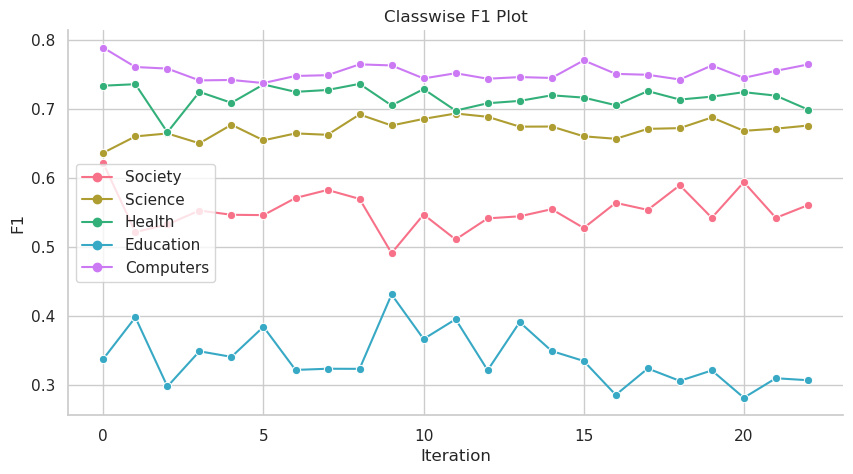 Classwise F1 Plot
0.8
0.7
0.6
0.5
0.4
0.3
F1
Society
Science
Health
Education
Computers
0 5 10 15 20
Iteration